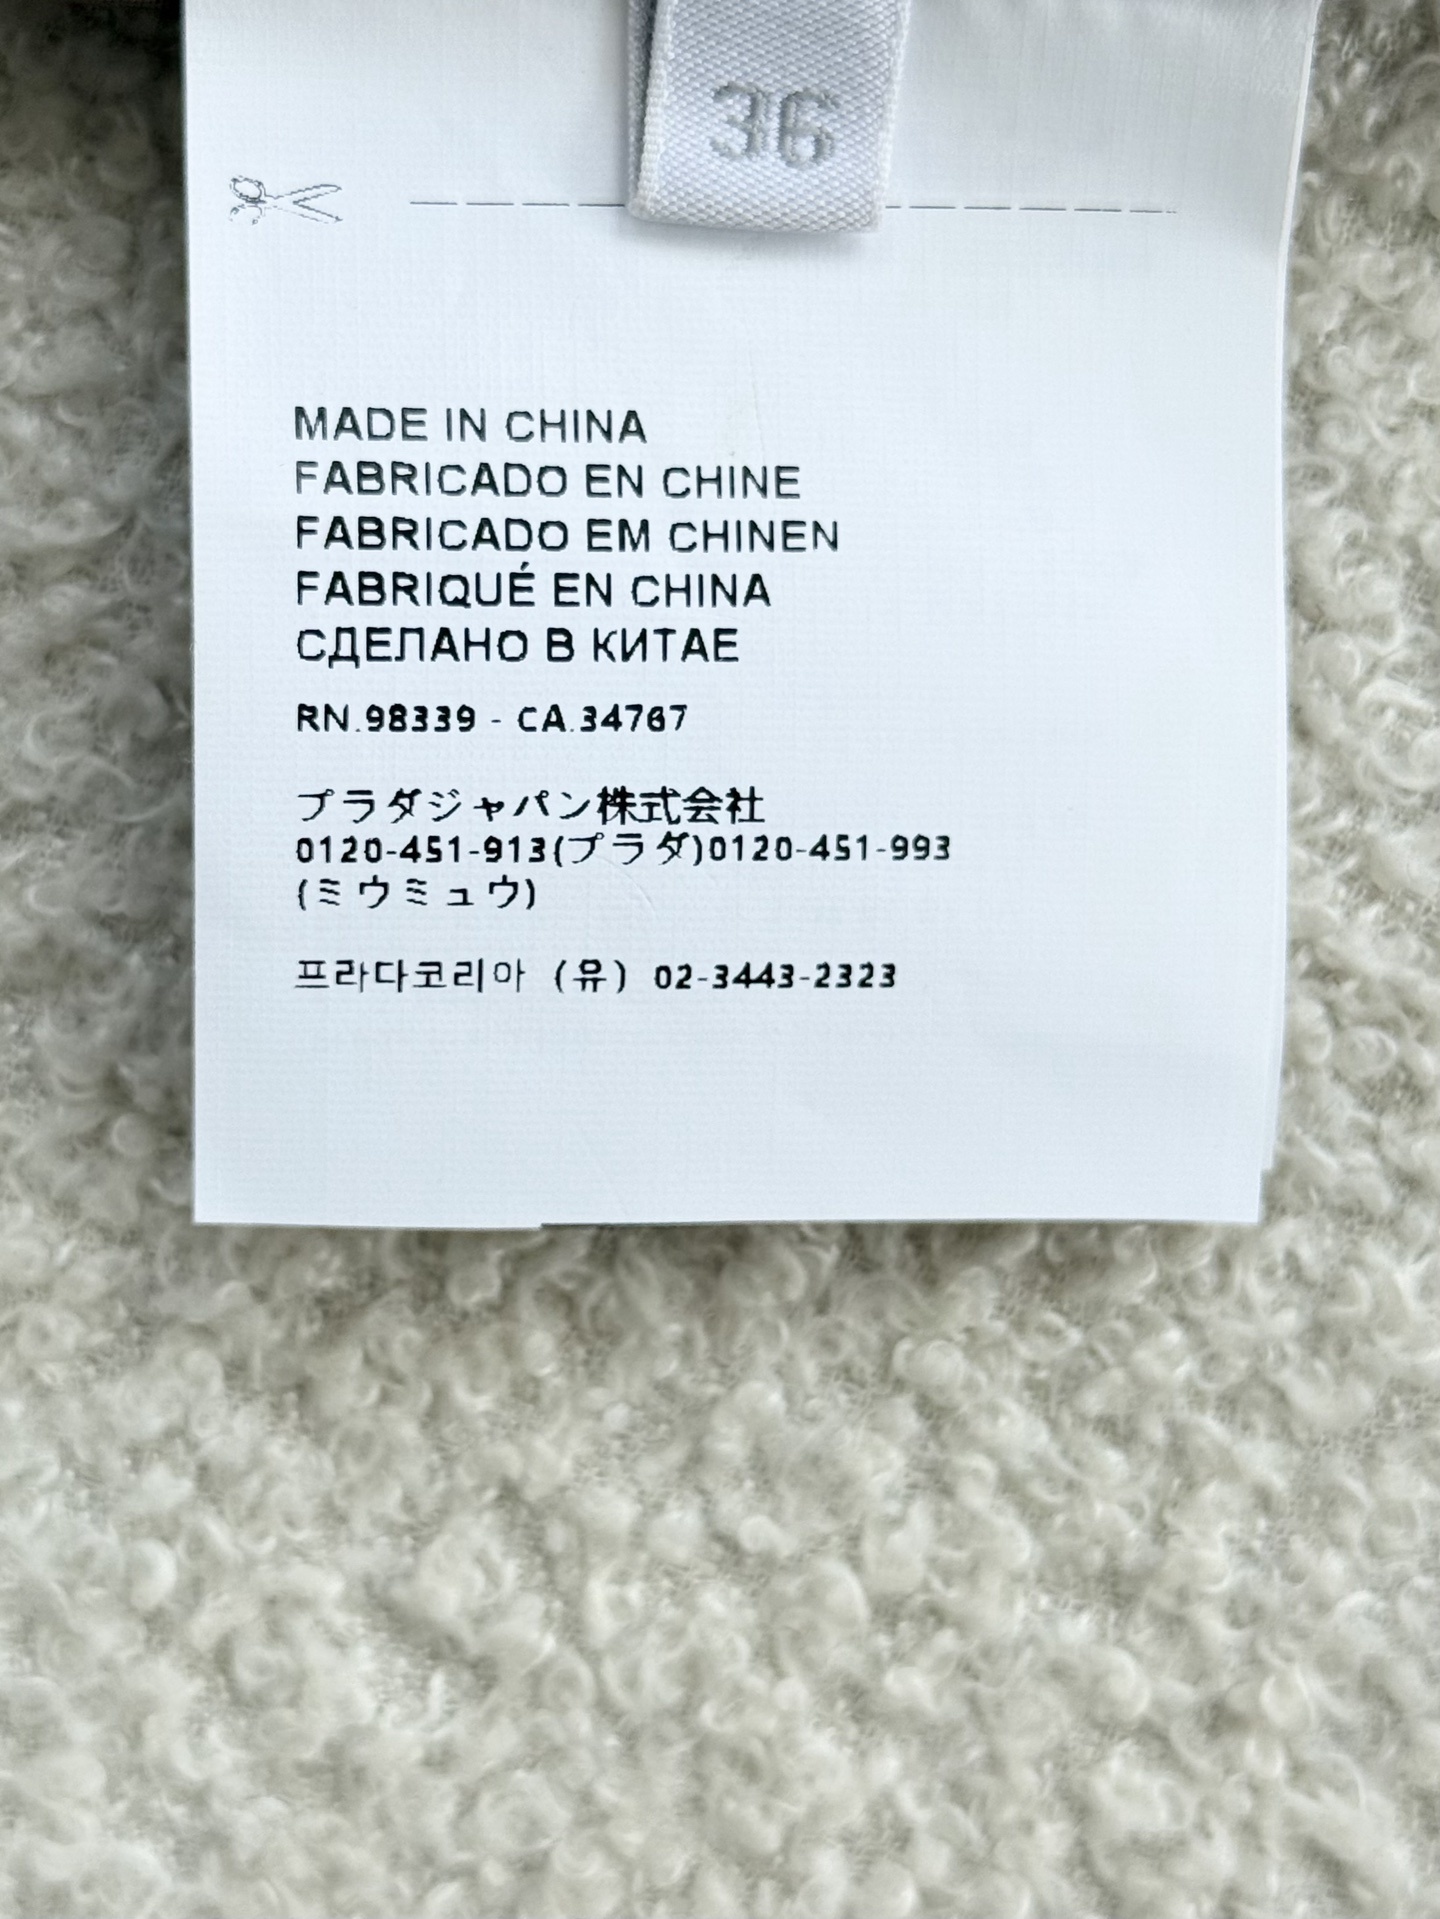 36
MADE IN CHINA
FABRICADO EN CHINE
FABRICADO EM CHINEN
FABRIQUÉ EN CHINA
СДЕЛАНО В КИТАЕ
RN.98339 - CA.34767
プラダジャパン株式会社
0120-451-913(プラダ)0120-451-993
(ミウミュウ)
프라다코리아 (유) 02-3443-2323